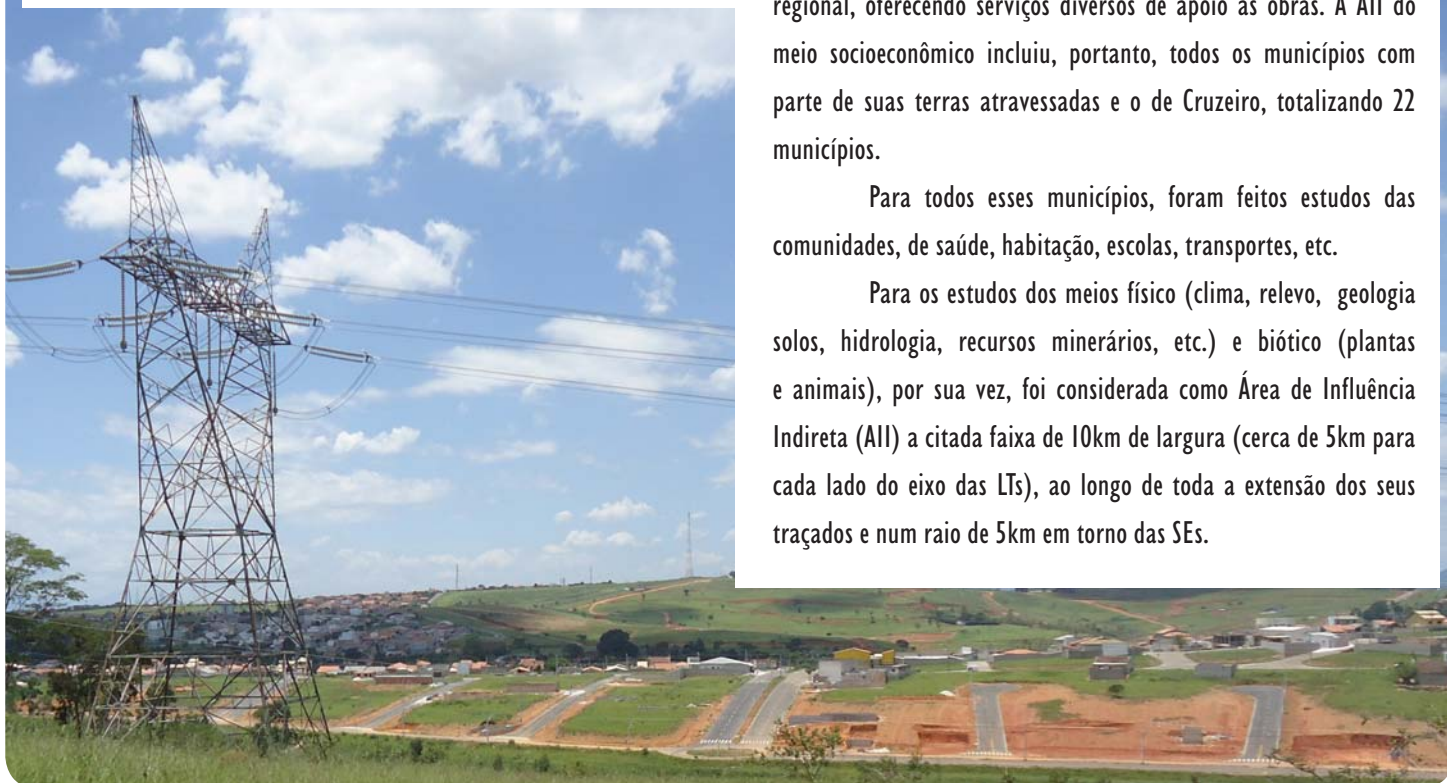 regional, oferecendo serviços diversos de apoio às obras. A AII do
meio socioeconômico incluiu, portanto, todos os municípios com
parte de suas terras atravessadas e o de Cruzeiro, totalizando 22
municípios.
Para todos esses municípios, foram feitos estudos das
comunidades, de saúde, habitação, escolas, transportes, etc.
Para os estudos dos meios físico (clima, relevo, geologia
solos, hidrologia, recursos minerários, etc.) e biótico (plantas
e animais), por sua vez, foi considerada como Área de Influência
Indireta (AII) a citada faixa de 10km de largura (cerca de 5km para
cada lado do eixo das LTs), ao longo de toda a extensão dos seus
traçados e num raio de 5km em torno das SEs.